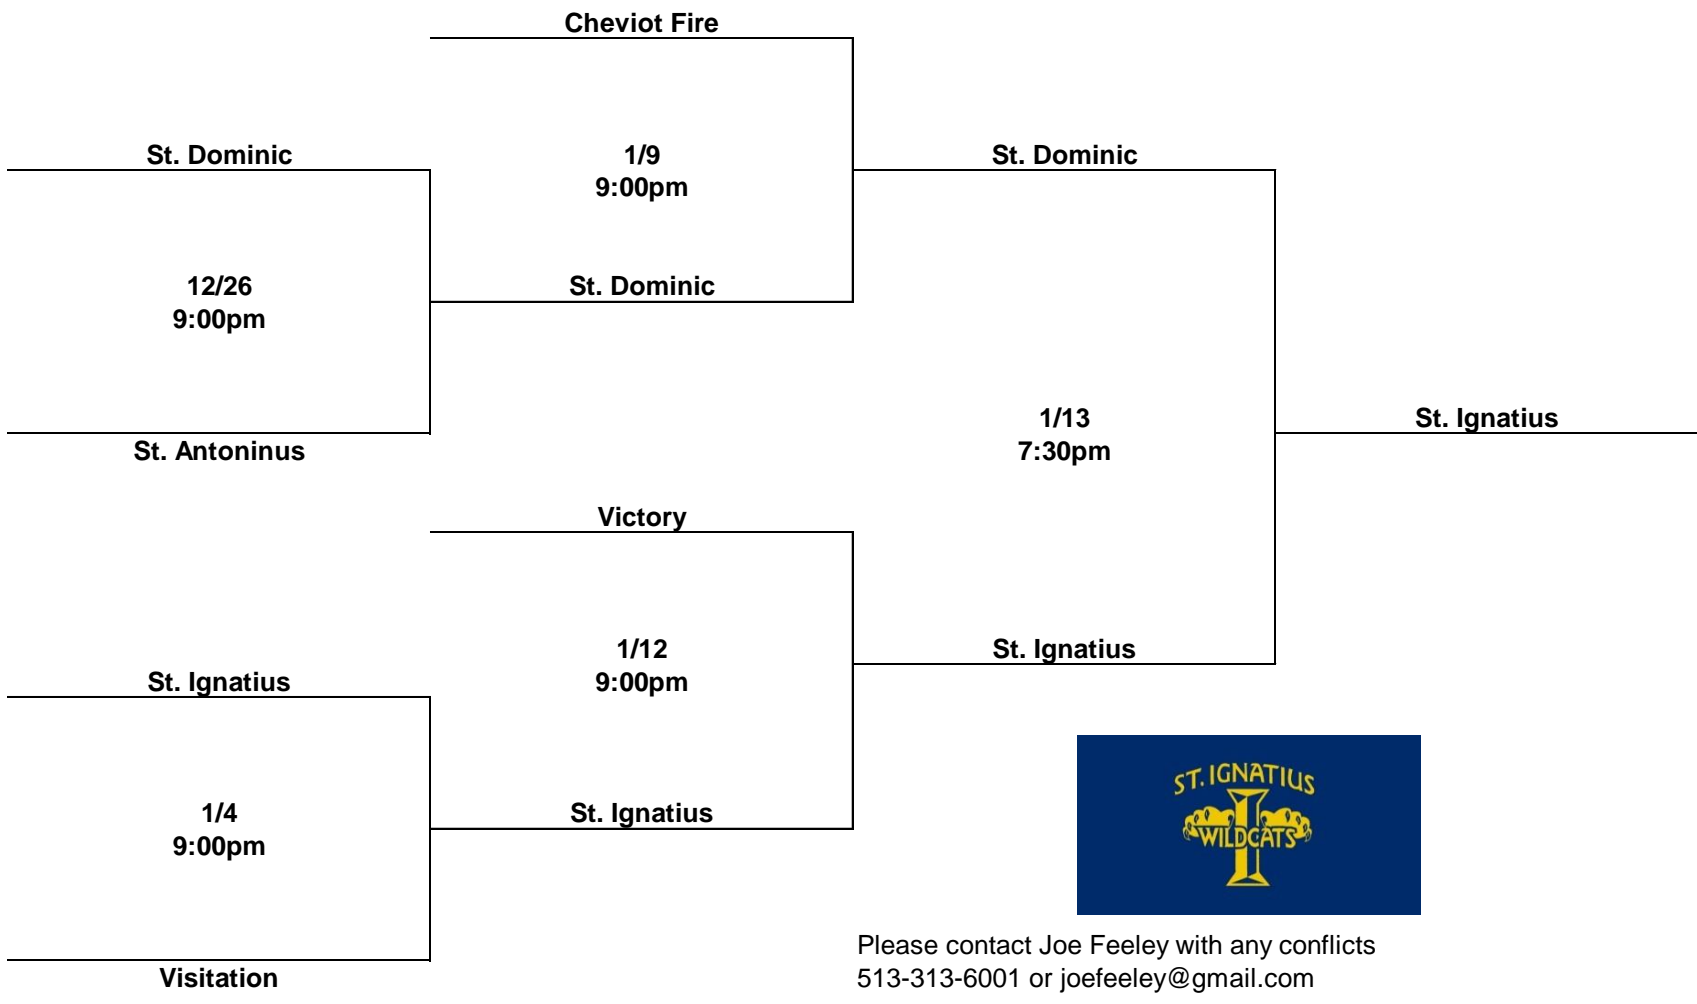 Cheviot Fire
St. Dominic
1/9
9:00pm
St. Dominic
12/26
9:00pm
St. Dominic
St. Antoninus
1/13
7:30pm
St. Ignatius
Victory
1/12
9:00pm
St. Ignatius
St. Ignatius
1/4
9:00pm
St. Ignatius
ST. IGNATIUS
WILDCATS
Visitation
Please contact Joe Feeley with any conflicts
513-313-6001 or joefeeley@gmail.com